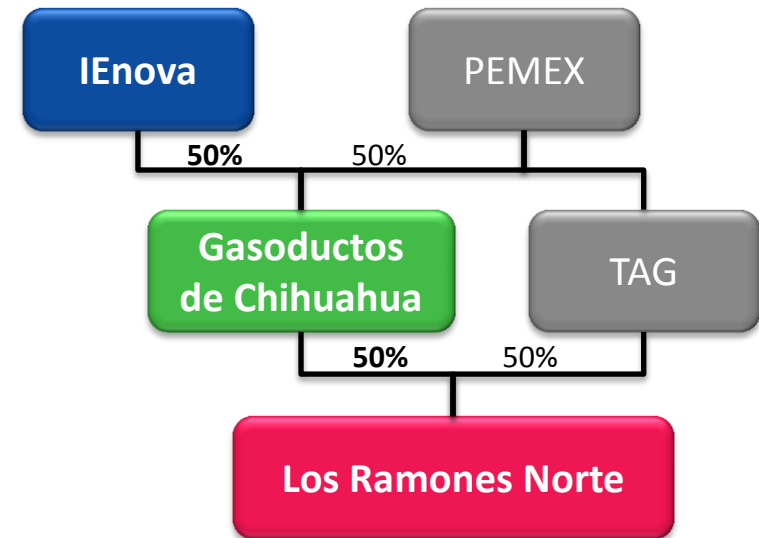 IEnova
PEMEX
50%
50%
Gasoductos
de Chihuahua
TAG
50%
50%
Los Ramones Norte